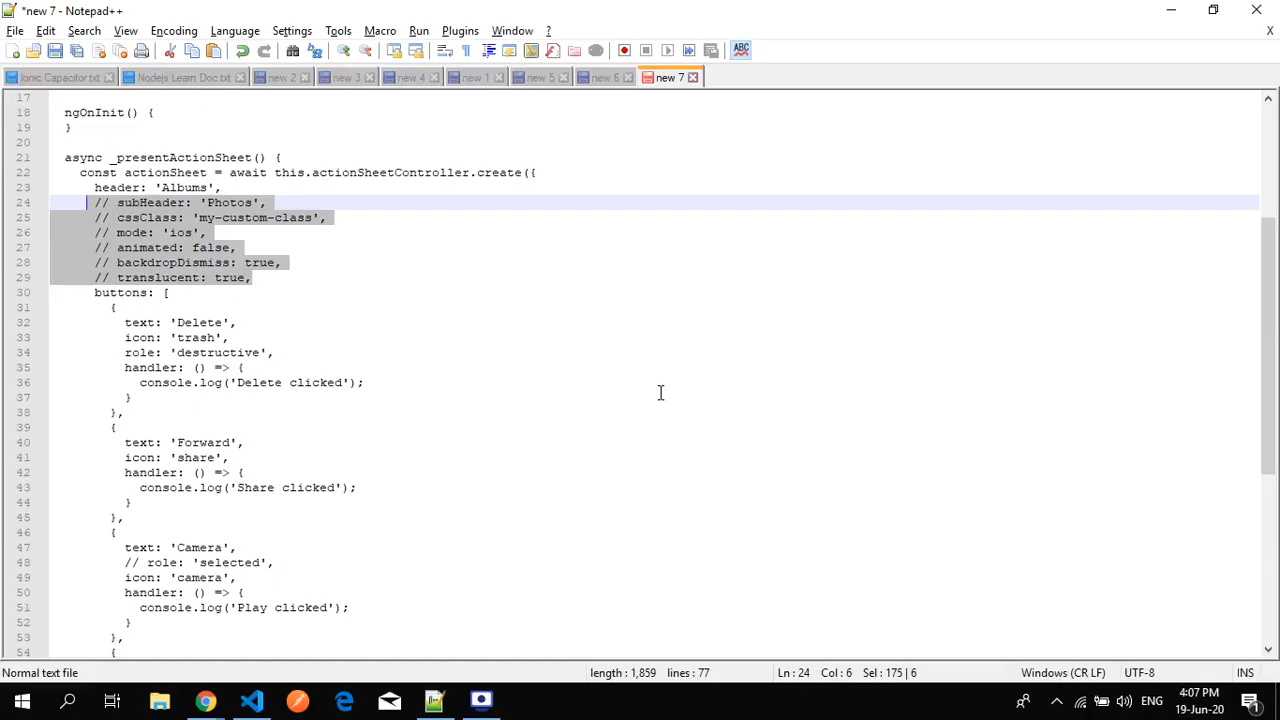 *new 7 - Notepad++
File Edit Search View Encoding Language Settings Tools Macro Run Plugins Window ?
X
ABC
Ionic Capacitor.txt Nodejs Learn Doc.txt new 2 new 3 new 4 new 1 new 5 new 6 new 7
17
18 ngOnInit() {
19 }
20
21 async _presentActionSheet() {
22 const actionSheet = await this.actionSheetController.create({
23 header: 'Albums',
24 // subHeader: 'Photos',
25 // cssClass: 'my-custom-class',
26 // mode: 'ios',
27 // animated: false,
28 // backdropDismiss: true,
29 // translucent: true,
30 buttons: [
31 {
32 text: 'Delete',
33 icon: 'trash',
34 role: 'destructive',
35 handler: () => {
36 console.log('Delete clicked');
37 }
38 },
39 {
40 text: 'Forward',
41 icon: 'share',
42 handler: () => {
43 console.log('Share clicked');
44 }
45 },
46 {
47 text: 'Camera',
48 // role: 'selected',
49 icon: 'camera',
50 handler: () => {
51 console.log('Play clicked');
52 }
53 },
54 {
Normal text file length : 1,859 lines : 77 Ln : 24 Col : 6 Sel : 175 | 6 Windows (CR LF) UTF-8 INS
ENG
4:07 PM
19-Jun-20
1